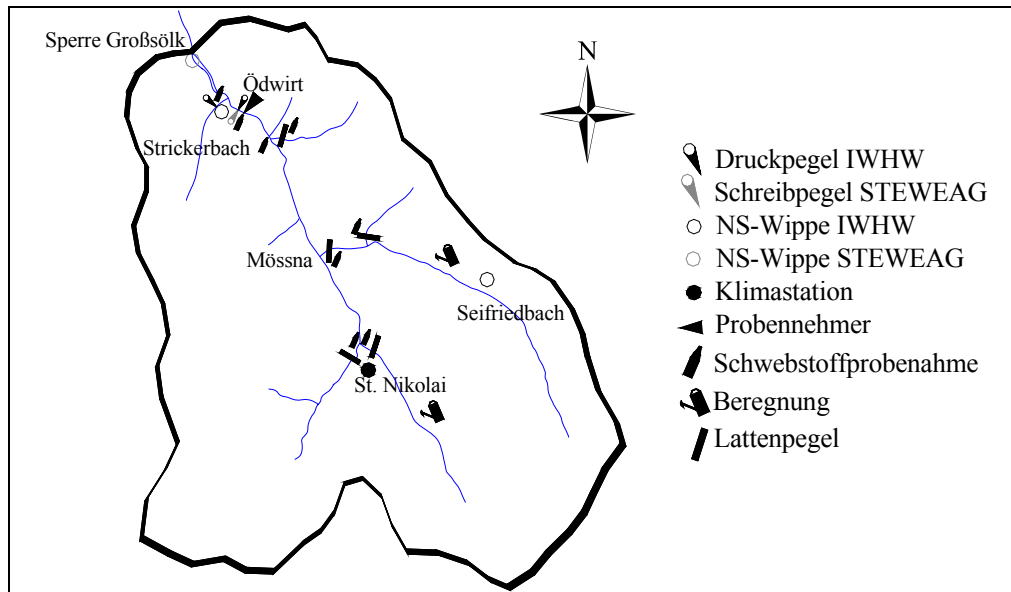 Sperre Großsölk
Ödwirt
Strickerbach
Mössna
Seifriedbach
St. Nikolai
N
Druckpegel IWHW
Schreibpegel STEWEAG
NS-Wippe IWHW
NS-Wippe STEWEAG
Klimastation
Probennehmer
Schwebstoffprobenahme
Beregnung
Lattenpegel